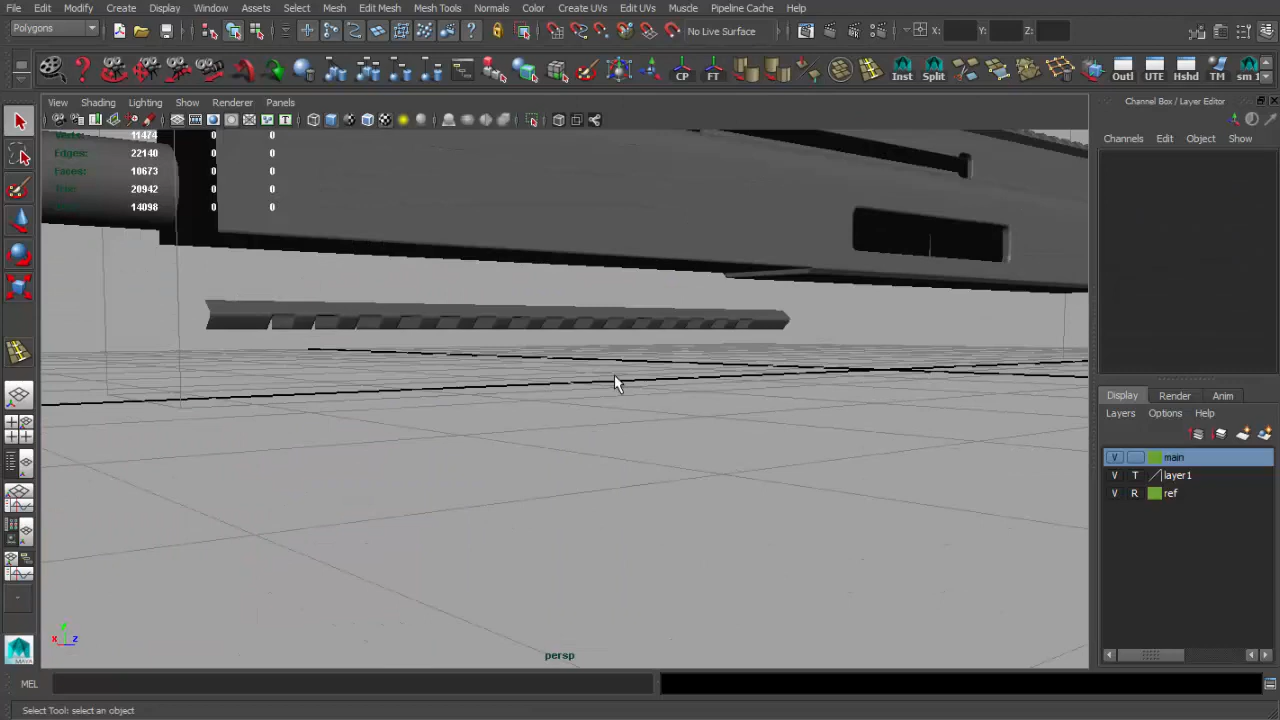 File Edit Modify Create Display Window Assets Select Mesh Edit Mesh Mesh Tools Normals Color Create UVs Edit UVs Muscle Pipeline Cache Help
Polygons No Live Surface X: Y: Z:
CP FT Inst Split Outl UTE Hshd TM sm 1
View Shading Lighting Show Renderer Panels
Channel Box / Layer Editor
Channels Edit Object Show
Verts: 11474 0 0
Edges: 22140 0 0
Faces: 10673 0 0
Tris: 20942 0 0
14098 0 0
Display Render Anim
Layers Options Help
V main
V T layer1
V R ref
y
x z
persp
MAYA
MEL
Select Tool: select an object